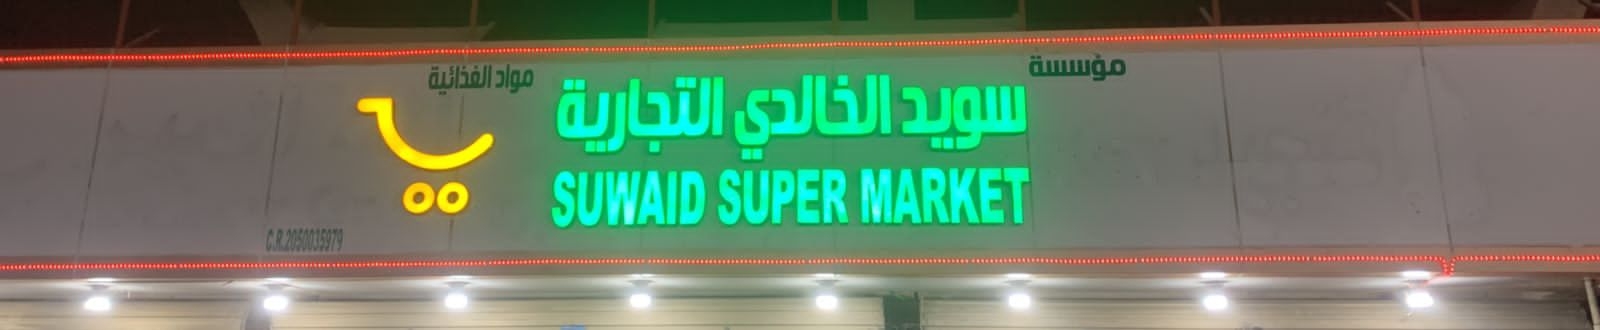 مؤسسة
سويد الخالدي التجارية
مواد الغذائية
SUWAID SUPER MARKET
C.R.2050035979